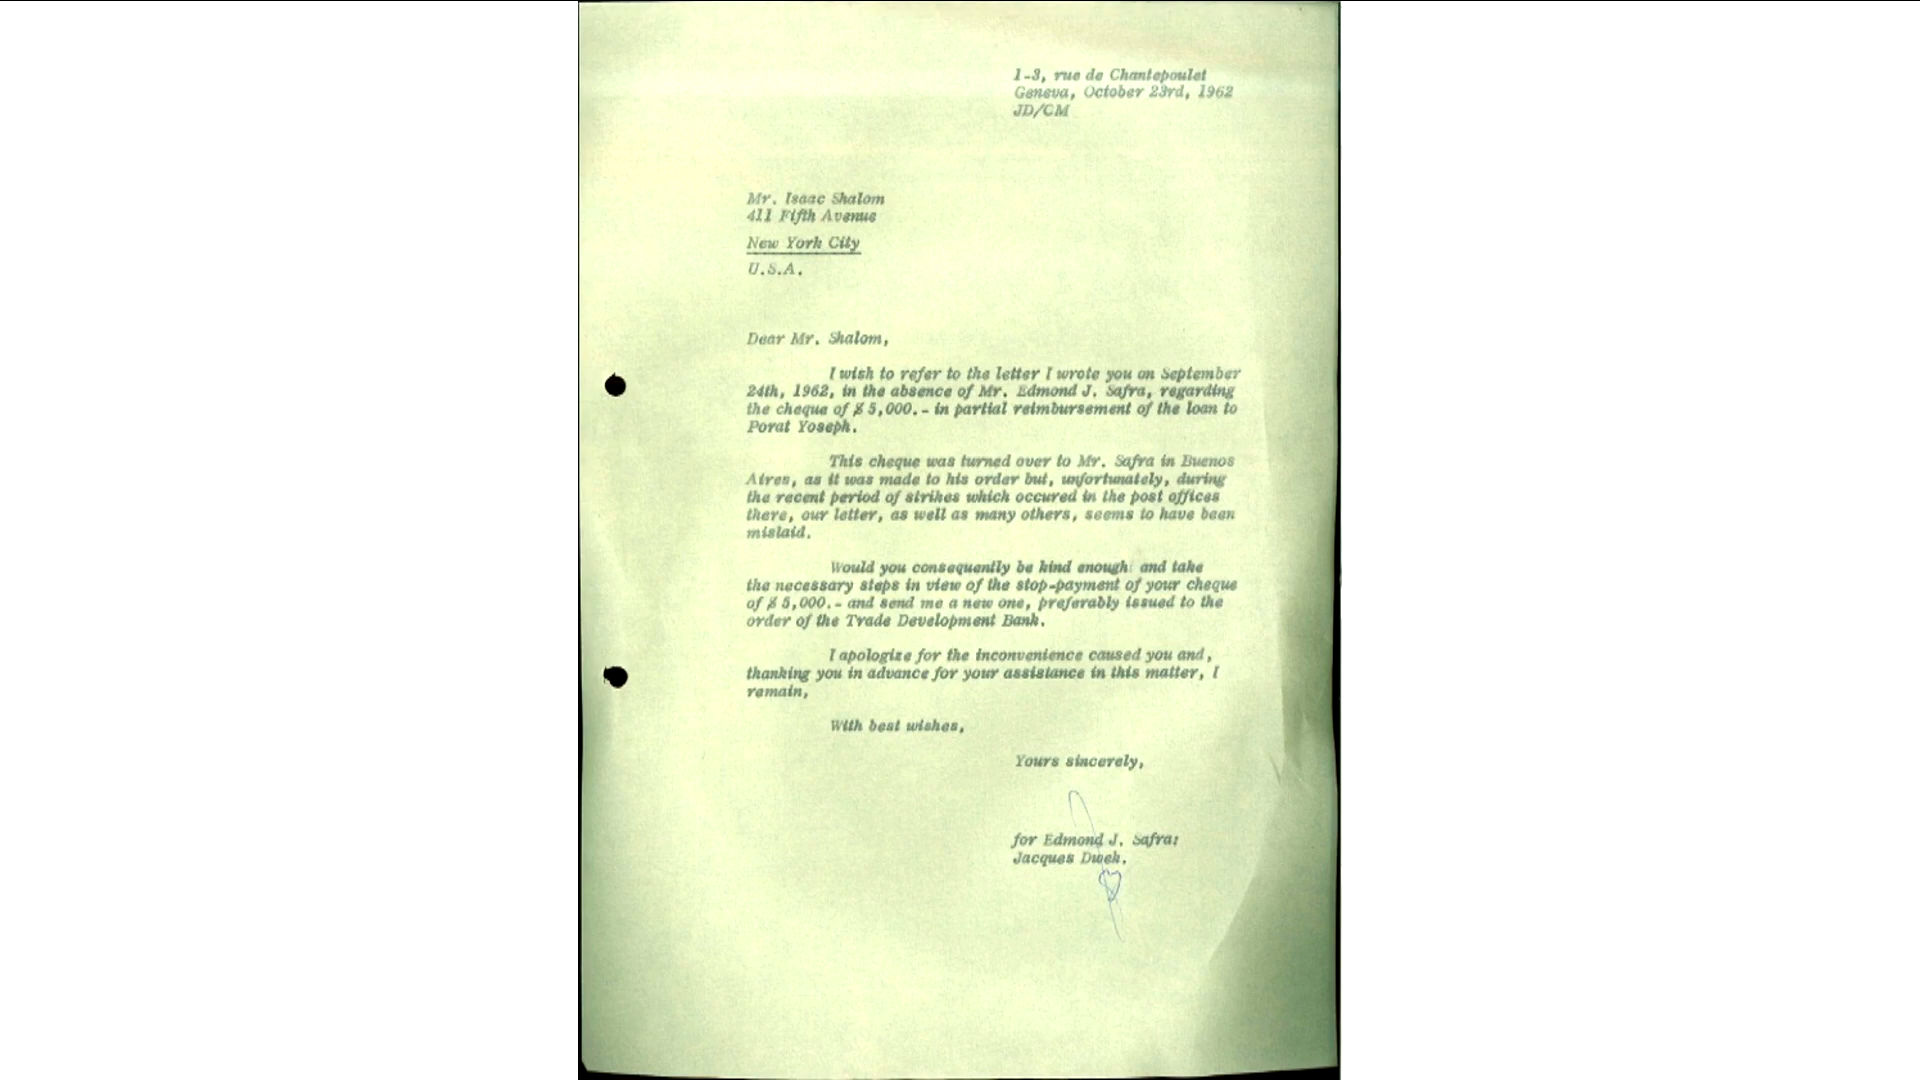 1-3, rue de Chantepoulet
Geneva, October 23rd, 1962
JD/CM
Mr. Isaac Shalom
411 Fifth Avenue
New York City
U.S.A.
Dear Mr. Shalom,
I wish to refer to the letter I wrote you on September
24th, 1962, in the absence of Mr. Edmond J. Safra, regarding
the cheque of $ 5,000.- in partial reimbursement of the loan to
Porat Yoseph.
This cheque was turned over to Mr. Safra in Buenos
Aires, as it was made to his order but, unfortunately, during
the recent period of strikes which occured in the post offices
there, our letter, as well as many others, seems to have been
mislaid.
Would you consequently be kind enough and take
the necessary steps in view of the stop-payment of your cheque
of $ 5,000.- and send me a new one, preferably issued to the
order of the Trade Development Bank.
I apologize for the inconvenience caused you and,
thanking you in advance for your assistance in this matter, I
remain,
With best wishes,
Yours sincerely,
for Edmond J. Safra:
Jacques Dwek.